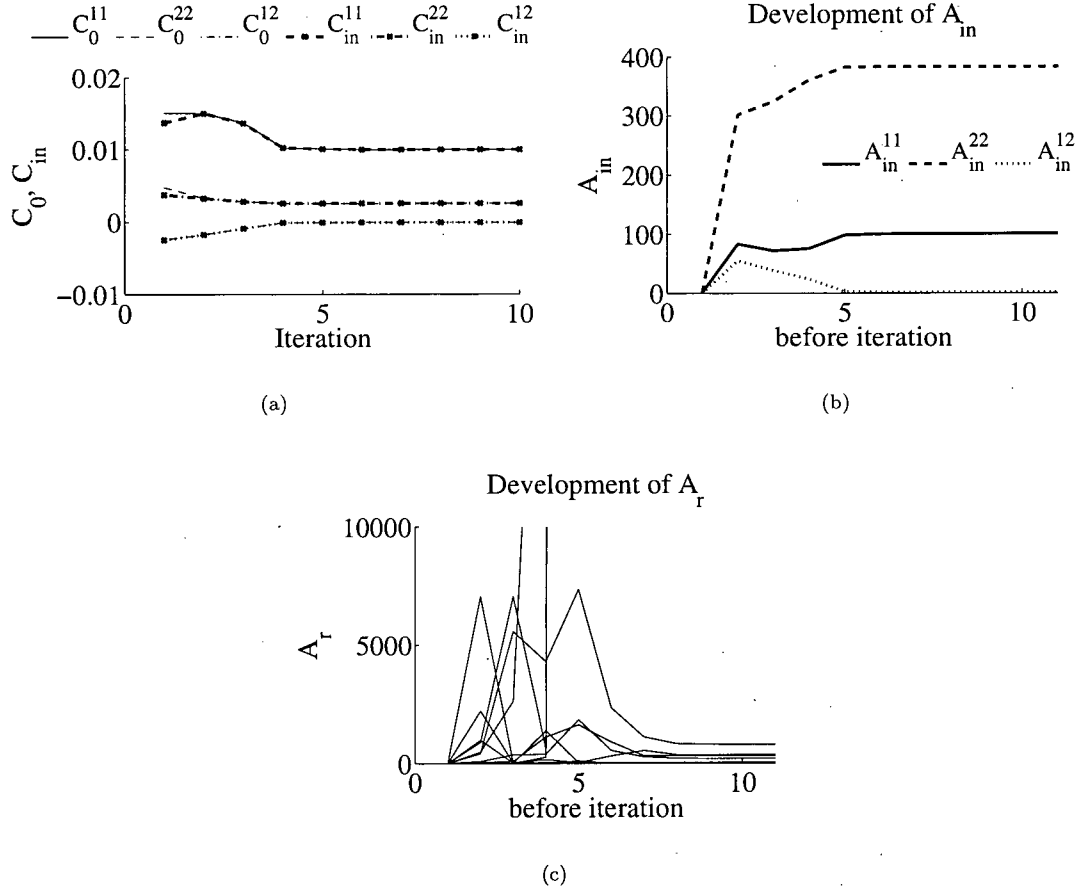 C_0^11 C_0^22 C_0^12 C_in^11 C_in^22 C_in^12
0.02
0.01
0
−0.01
C_0, C_in
0 5 10
Iteration
(a)
Development of A_in
400
300
200
100
0
A_in
A_in^11 A_in^22 A_in^12
0 5 10
before iteration
(b)
Development of A_r
10000
5000
0
A_r
0 5 10
before iteration
(c)